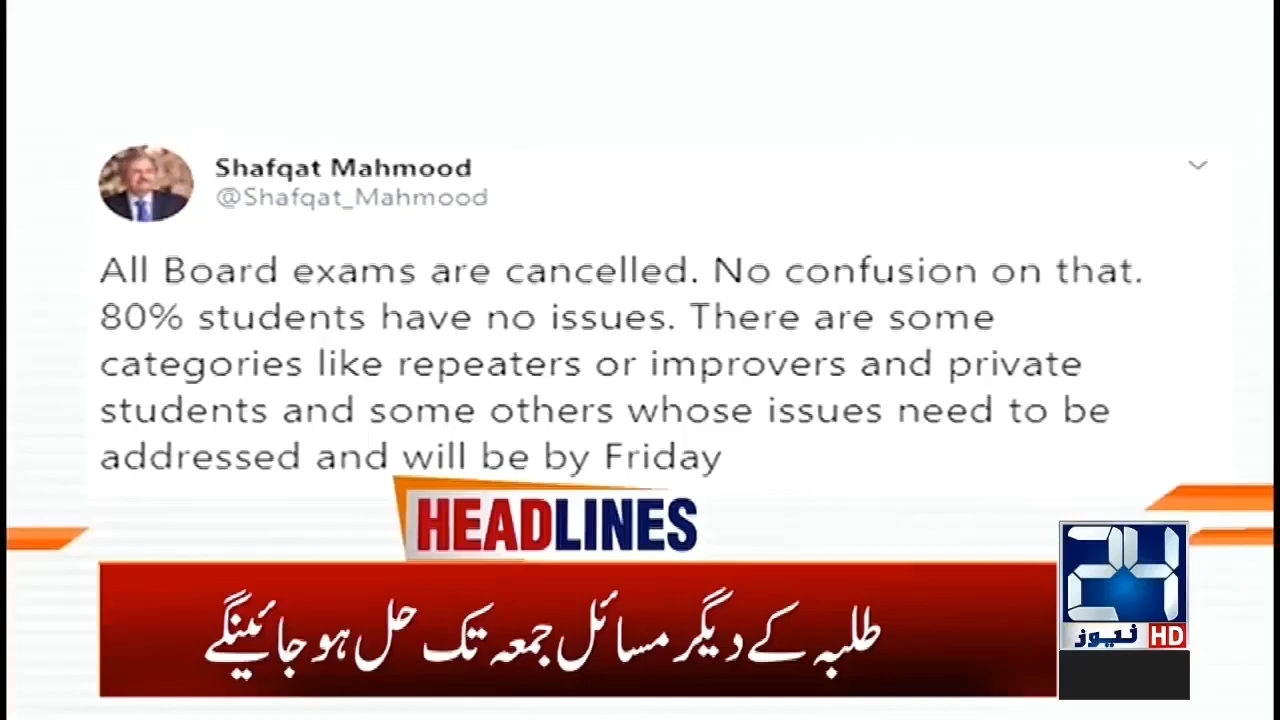 Shafqat Mahmood
@Shafqat_Mahmood
All Board exams are cancelled. No confusion on that.
80% students have no issues. There are some
categories like repeaters or improvers and private
students and some others whose issues need to be
addressed and will be by Friday
HEADLINES
طلبہ کے دیگر مسائل جمعہ تک حل ہو جائینگے
24
نیوز HD